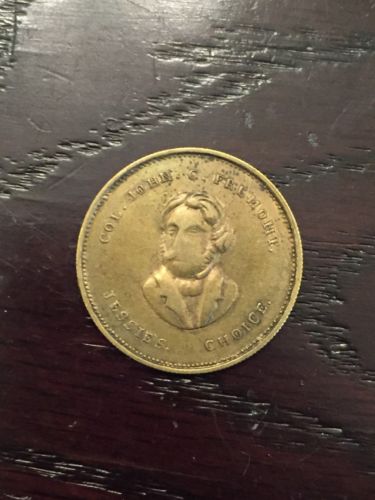 COL. JOHN. C. FREMONT.
JESSIES. CHOICE.